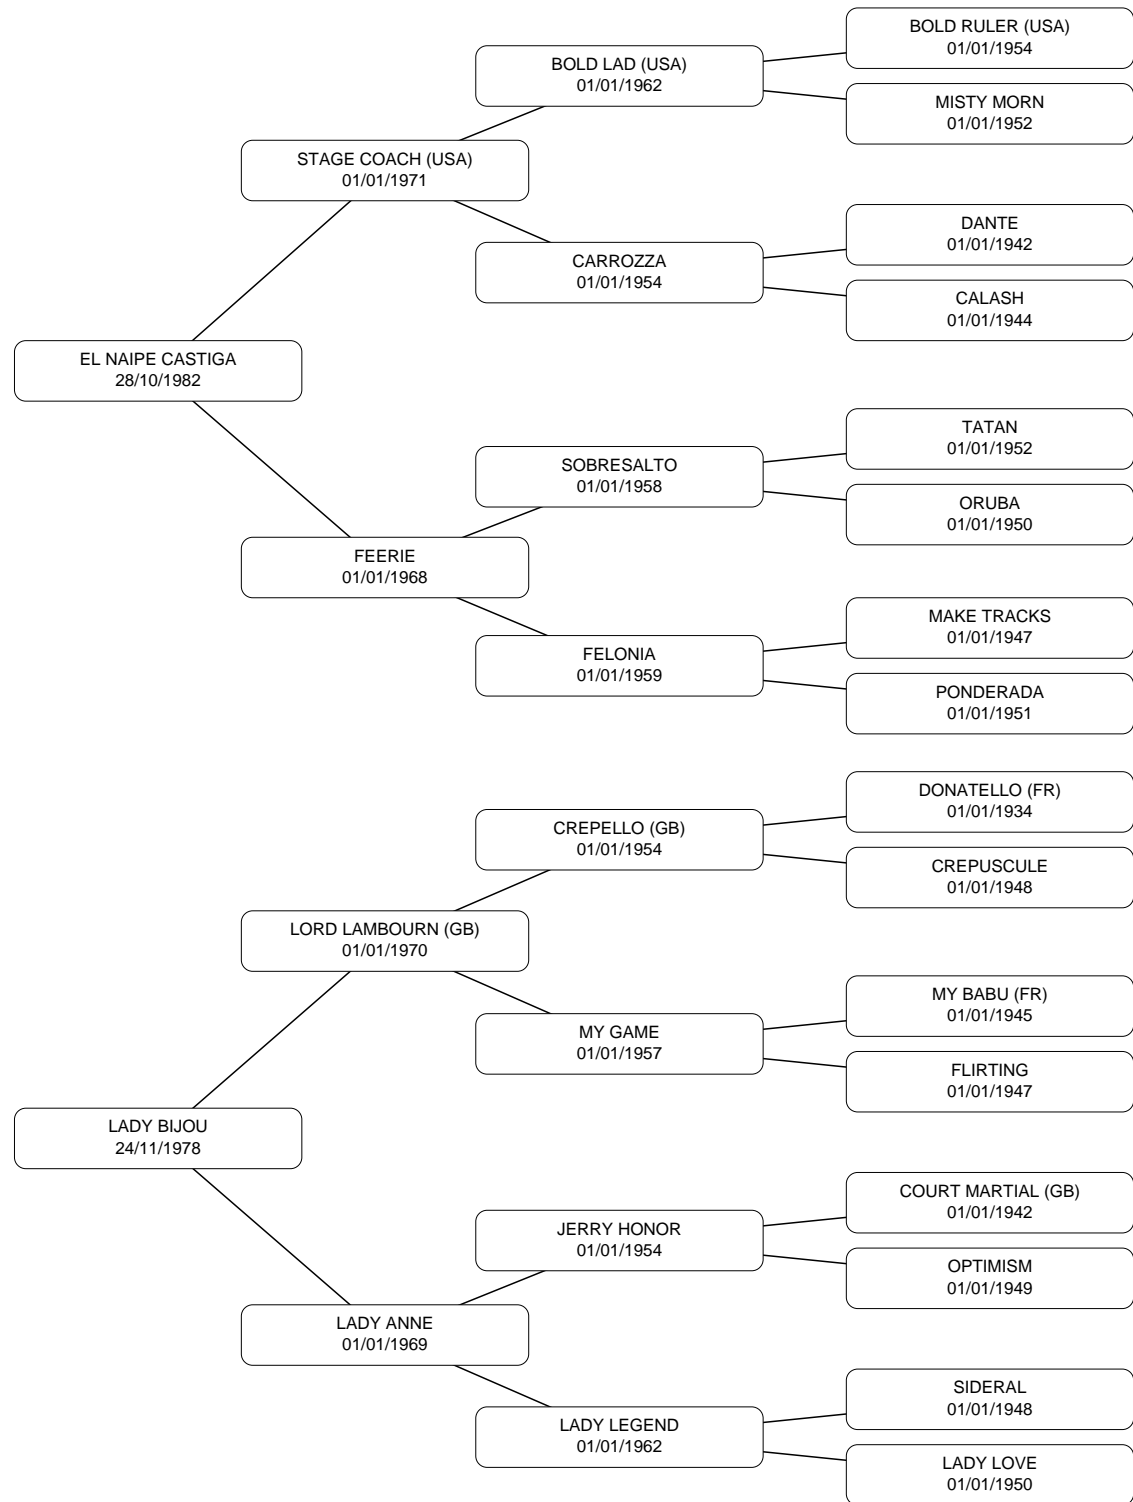 BOLD RULER (USA)
01/01/1954
BOLD LAD (USA)
01/01/1962
MISTY MORN
01/01/1952
STAGE COACH (USA)
01/01/1971
DANTE
01/01/1942
CARROZZA
01/01/1954
CALASH
01/01/1944
EL NAIPE CASTIGA
28/10/1982
TATAN
01/01/1952
SOBRESALTO
01/01/1958
ORUBA
01/01/1950
FEERIE
01/01/1968
MAKE TRACKS
01/01/1947
FELONIA
01/01/1959
PONDERADA
01/01/1951
DONATELLO (FR)
01/01/1934
CREPELLO (GB)
01/01/1954
CREPUSCULE
01/01/1948
LORD LAMBOURN (GB)
01/01/1970
MY BABU (FR)
01/01/1945
MY GAME
01/01/1957
FLIRTING
01/01/1947
LADY BIJOU
24/11/1978
COURT MARTIAL (GB)
01/01/1942
JERRY HONOR
01/01/1954
OPTIMISM
01/01/1949
LADY ANNE
01/01/1969
SIDERAL
01/01/1948
LADY LEGEND
01/01/1962
LADY LOVE
01/01/1950